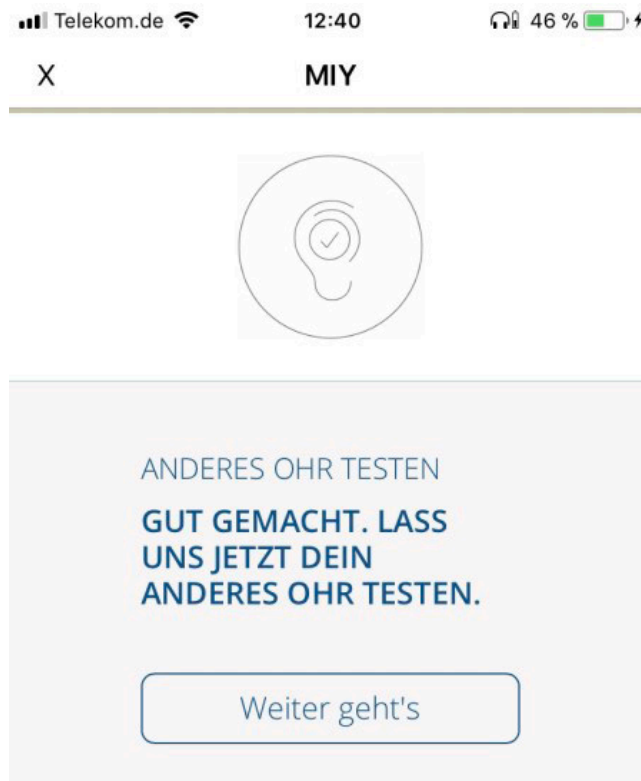 Telekom.de 12:40 46 %
X MIY
ANDERES OHR TESTEN
GUT GEMACHT. LASS
UNS JETZT DEIN
ANDERES OHR TESTEN.
Weiter geht's